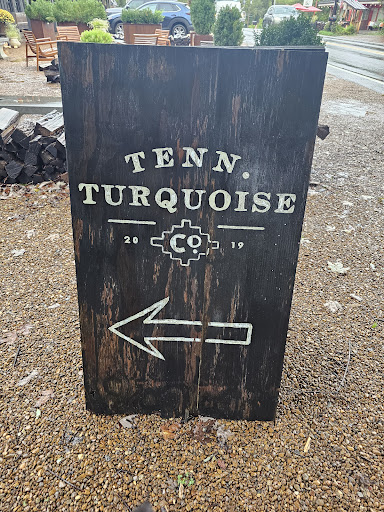 TENN.
TURQUOISE
20 CO. 19